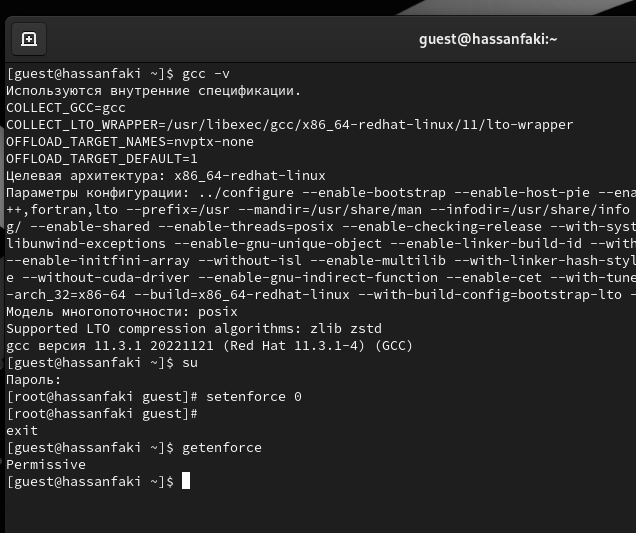 guest@hassanfaki:~
[guest@hassanfaki ~]$ gcc -v
Используются внутренние спецификации.
COLLECT_GCC=gcc
COLLECT_LTO_WRAPPER=/usr/libexec/gcc/x86_64-redhat-linux/11/lto-wrapper
OFFLOAD_TARGET_NAMES=nvptx-none
OFFLOAD_TARGET_DEFAULT=1
Целевая архитектура: x86_64-redhat-linux
Параметры конфигурации: ../configure --enable-bootstrap --enable-host-pie --ena
++,fortran,lto --prefix=/usr --mandir=/usr/share/man --infodir=/usr/share/info
g/ --enable-shared --enable-threads=posix --enable-checking=release --with-syst
libunwind-exceptions --enable-gnu-unique-object --enable-linker-build-id --with
--enable-initfini-array --without-isl --enable-multilib --with-linker-hash-styl
e --without-cuda-driver --enable-gnu-indirect-function --enable-cet --with-tune
-arch_32=x86-64 --build=x86_64-redhat-linux --with-build-config=bootstrap-lto -
Модель многопоточности: posix
Supported LTO compression algorithms: zlib zstd
gcc версия 11.3.1 20221121 (Red Hat 11.3.1-4) (GCC)
[guest@hassanfaki ~]$ su
Пароль:
[root@hassanfaki guest]# setenforce 0
[root@hassanfaki guest]#
exit
[guest@hassanfaki ~]$ getenforce
Permissive
[guest@hassanfaki ~]$